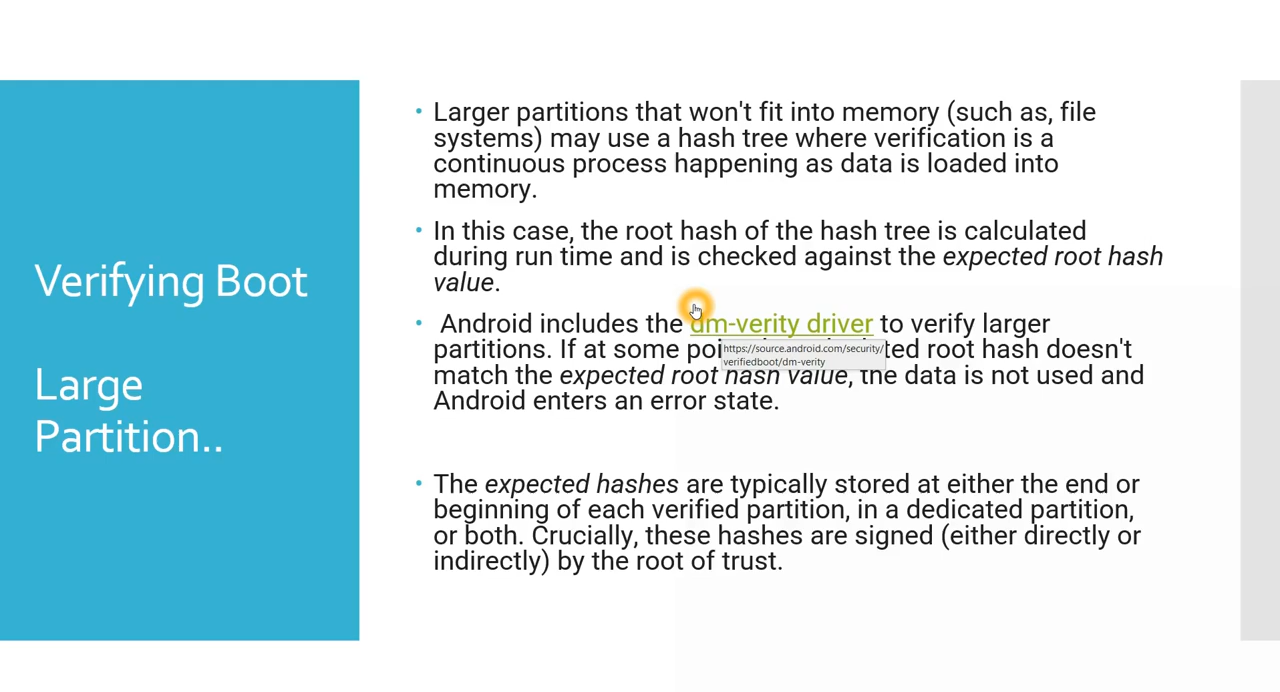 Verifying Boot
Large
Partition..
Larger partitions that won't fit into memory (such as, file
systems) may use a hash tree where verification is a
continuous process happening as data is loaded into
memory.
In this case, the root hash of the hash tree is calculated
during run time and is checked against the expected root hash
value.
Android includes the dm-verity driver to verify larger
https://source.android.com/security/
verifiedboot/dm-verity
partitions. If at some root hash doesn't
match the expected root hash value, the data is not used and
Android enters an error state.
The expected hashes are typically stored at either the end or
beginning of each verified partition, in a dedicated partition,
or both. Crucially, these hashes are signed (either directly or
indirectly) by the root of trust.